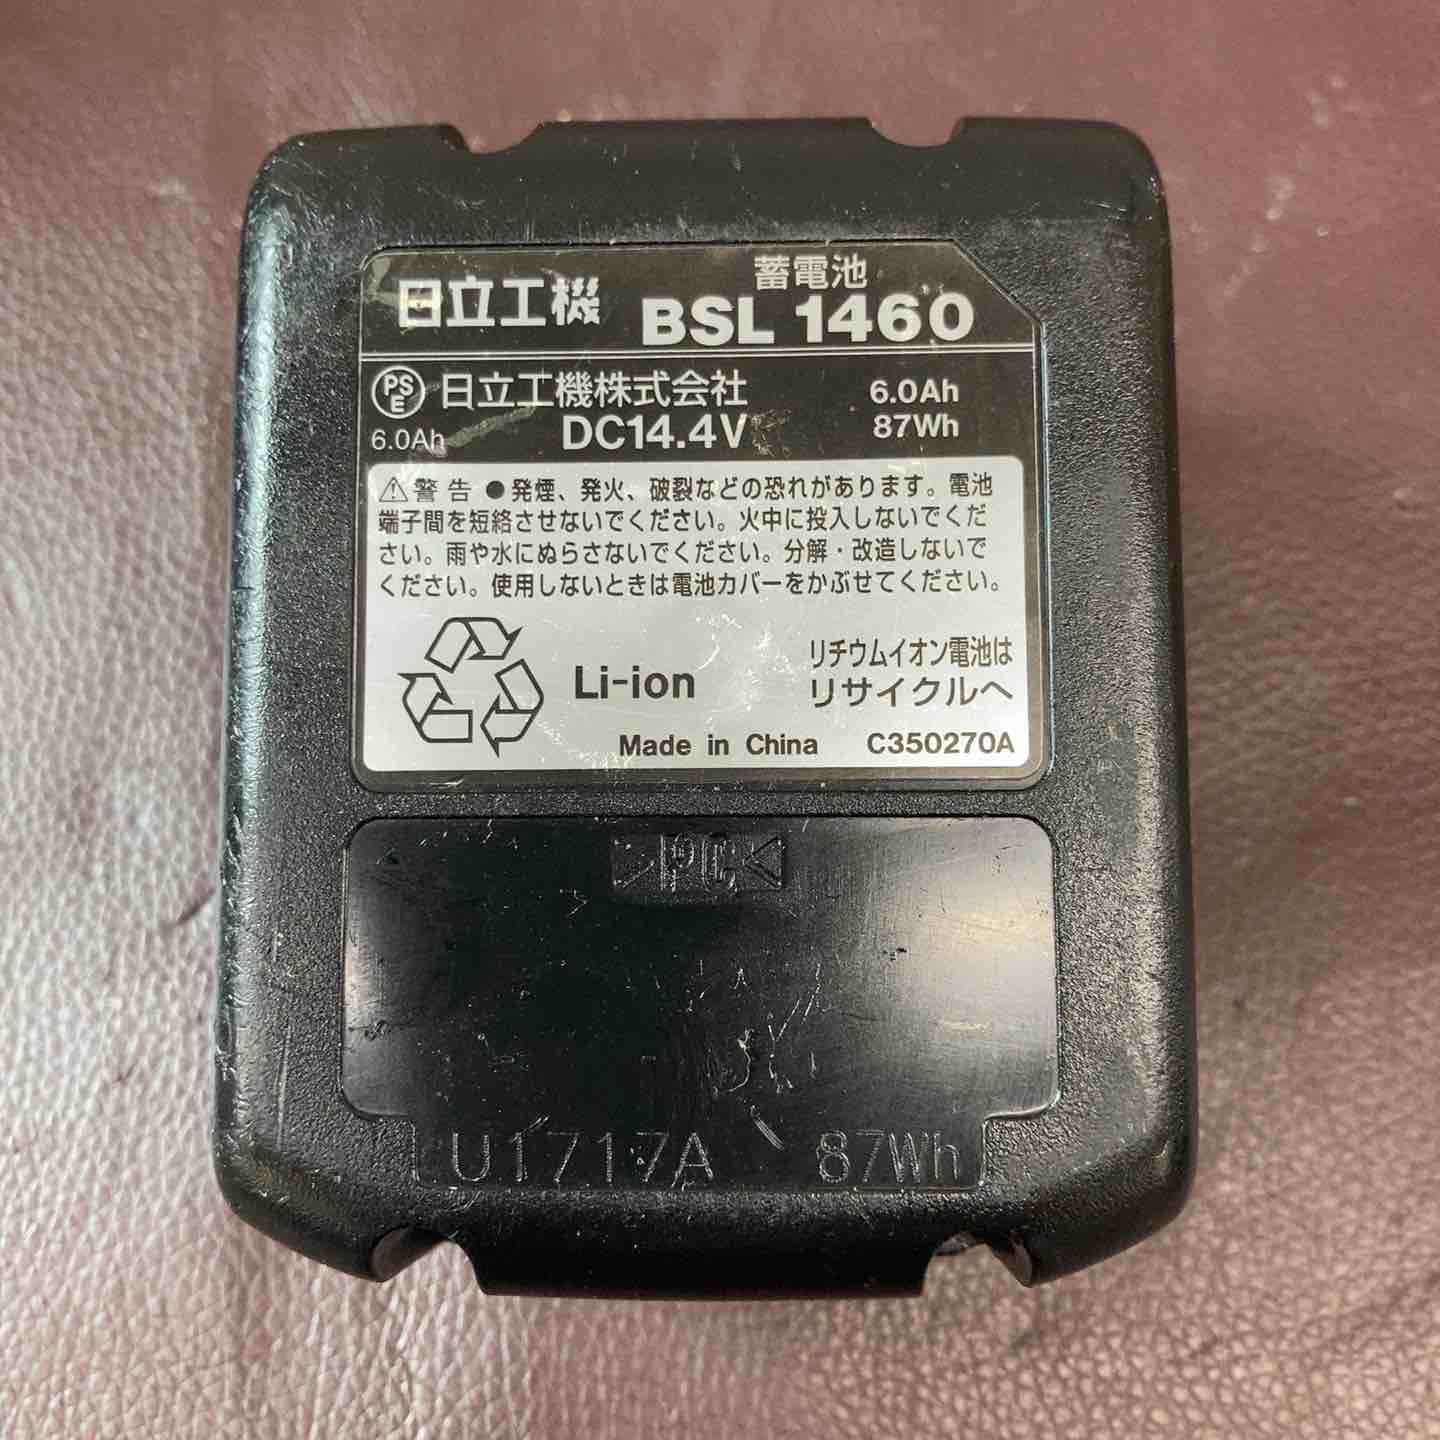 蓄電池
日立工機 BSL 1460
PS E 日立工機株式会社 6.0Ah
6.0Ah DC14.4V 87Wh
⚠警告 ●発煙、発火、破裂などの恐れがあります。電池
端子間を短絡させないでください。火中に投入しないでくだ
さい。雨や水にぬらさないでください。分解・改造しないで
ください。使用しないときは電池カバーをかぶせてください。
リチウムイオン電池は
Li-ion リサイクルへ
Made in China C350270A
>PC<
U1717A 87Wh